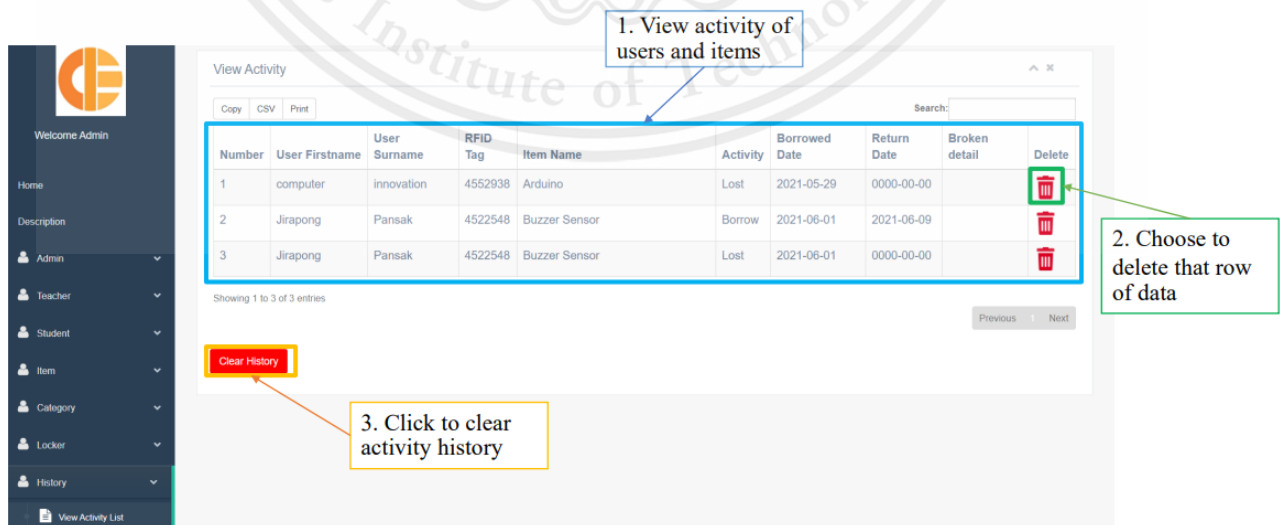 Institute of Technol
1. View activity of
users and items
Welcome Admin
Home
Description
Admin
Teacher
Student
Item
Category
Locker
History
View Activity List
View Activity
Copy CSV Print
Search:
Number User Firstname User Surname RFID Tag Item Name Activity Borrowed Date Return Date Broken detail Delete
1 computer innovation 4552938 Arduino Lost 2021-05-29 0000-00-00
2 Jirapong Pansak 4522548 Buzzer Sensor Borrow 2021-06-01 2021-06-09
3 Jirapong Pansak 4522548 Buzzer Sensor Lost 2021-06-01 0000-00-00
Showing 1 to 3 of 3 entries
Previous 1 Next
Clear History
2. Choose to
delete that row
of data
3. Click to clear
activity history